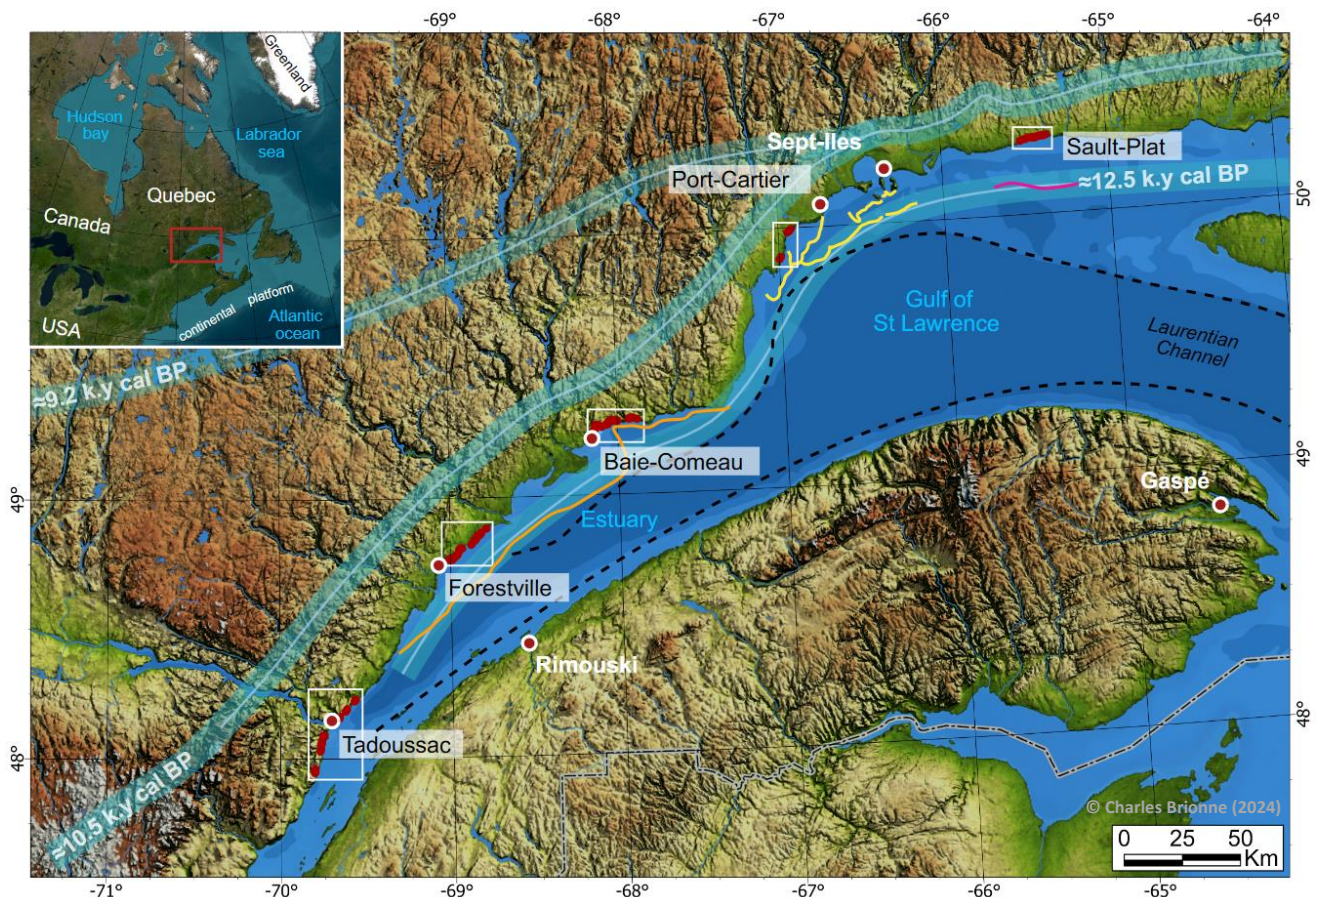 -69°
-68°
-67°
-66°
-65°
-64°
Greenland
Hudson
bay
Labrador
sea
Quebec
Canada
USA
continental platform
Atlantic
ocean
Sept-Iles
Port-Cartier
Sault-Plat
≈12.5 k.y cal BP
50°
Gulf of
St Lawrence
Laurentian
Channel
≈9.2 k.y cal BP
Baie-Comeau
49°
Gaspé
49°
Estuary
Forestville
Rimouski
48°
Tadoussac
48°
≈10.5 k.y cal BP
© Charles Brionne (2024)
0 25 50
Km
-71°
-70°
-69°
-68°
-67°
-66°
-65°